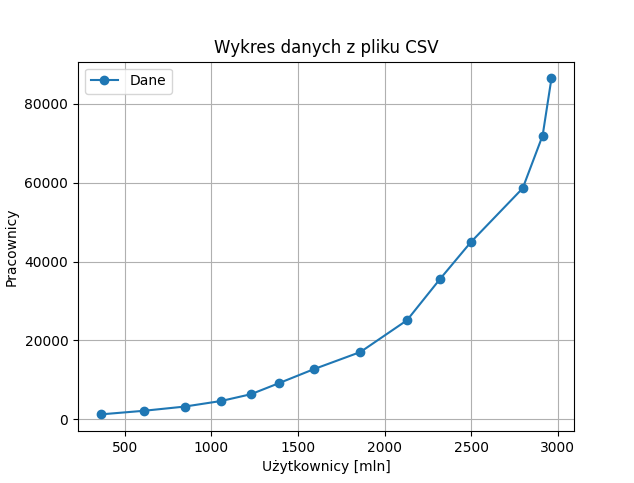 Wykres danych z pliku CSV
Dane
80000
60000
40000
20000
0
Pracownicy
500 1000 1500 2000 2500 3000
Użytkownicy [mln]